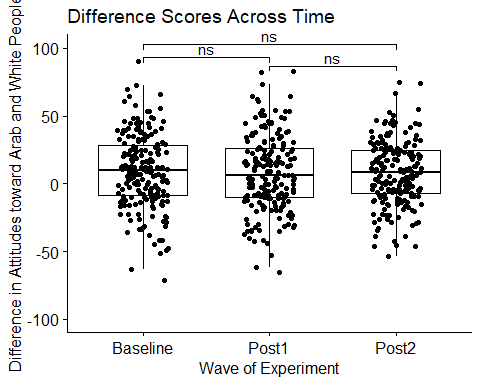 Difference Scores Across Time
Difference in Attitudes toward Arab and White People
100
50
0
-50
-100
ns
ns
ns
Baseline
Post1
Post2
Wave of Experiment